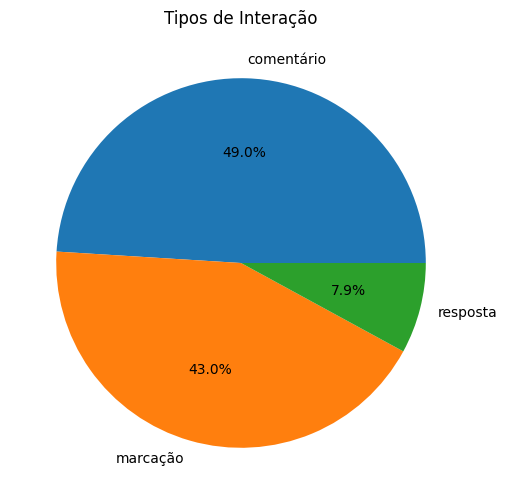 Tipos de Interação
comentário
49.0%
7.9%
resposta
43.0%
marcação